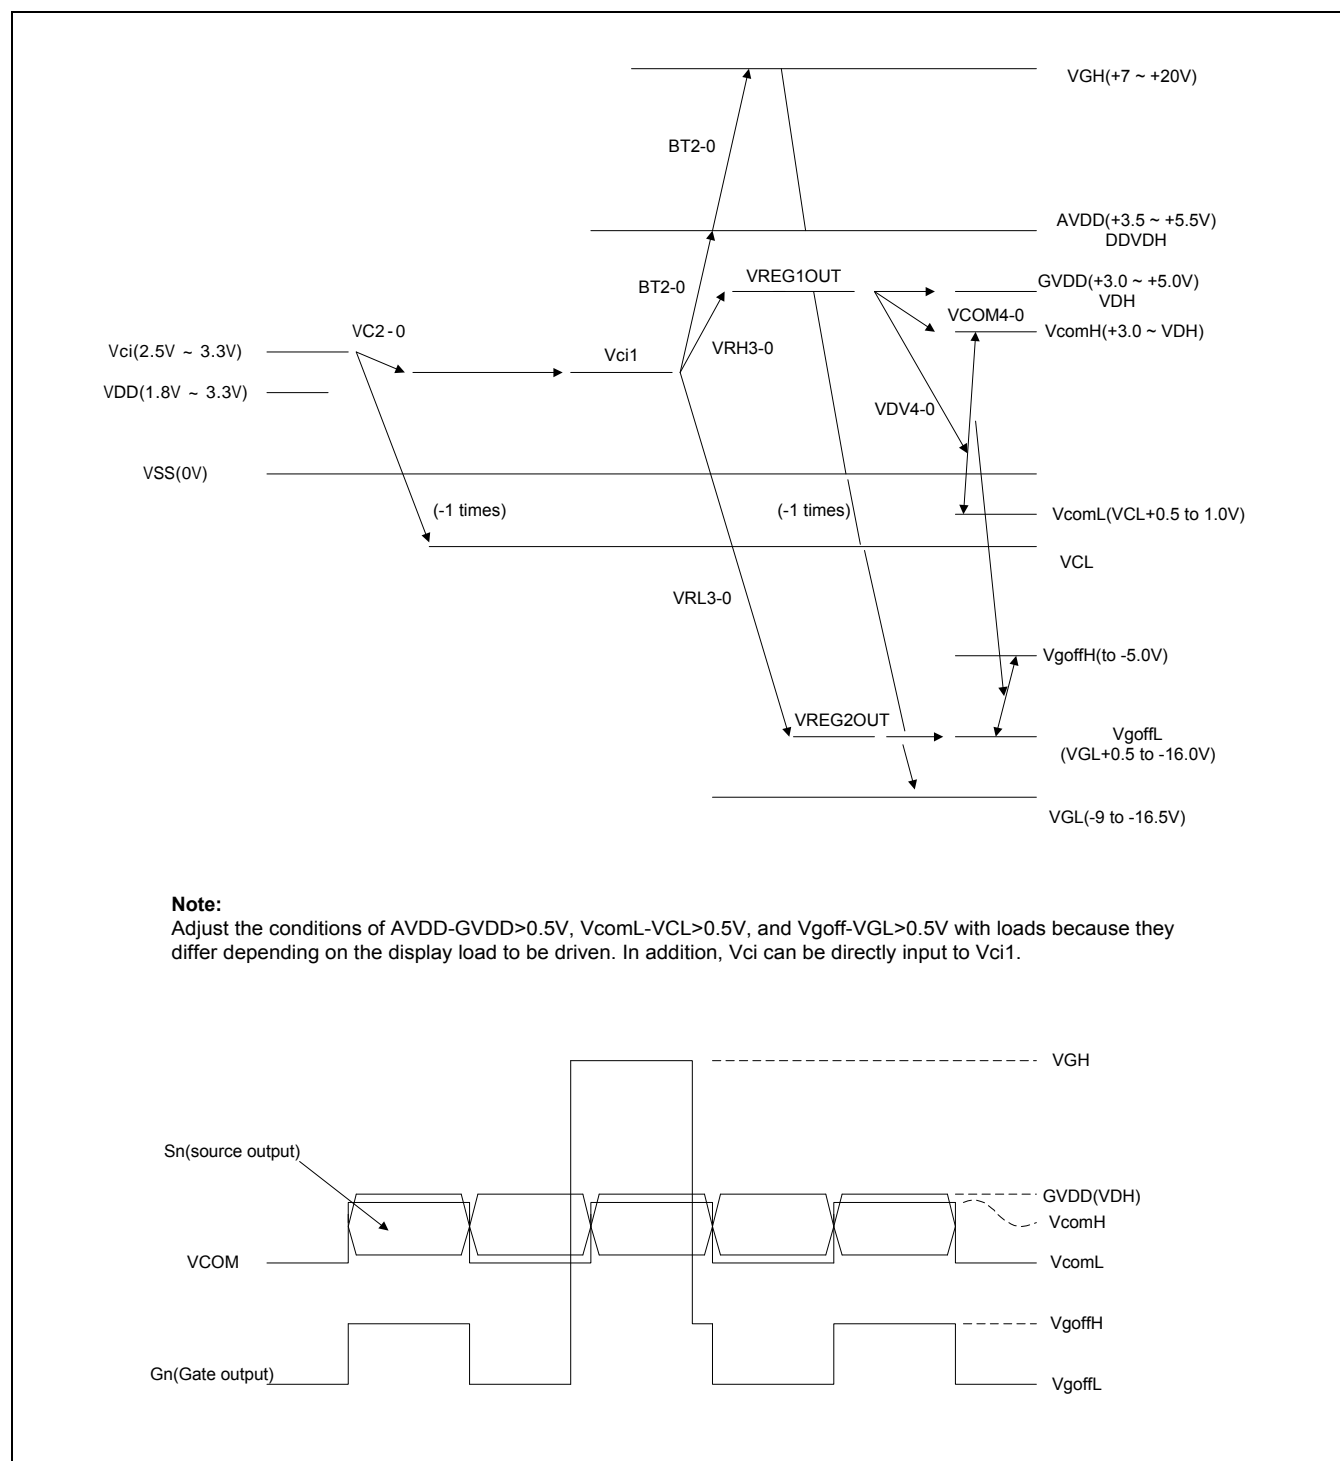 VGH(+7 ~ +20V)
BT2-0
AVDD(+3.5 ~ +5.5V)
DDVDH
VREG1OUT
GVDD(+3.0 ~ +5.0V)
VDH
BT2-0
VCOM4-0
VC2-0
VcomH(+3.0 ~ VDH)
Vci(2.5V ~ 3.3V)
Vci1
VRH3-0
VDD(1.8V ~ 3.3V)
VDV4-0
VSS(0V)
(-1 times)
(-1 times)
VcomL(VCL+0.5 to 1.0V)
VCL
VRL3-0
VgoffH(to -5.0V)
VREG2OUT
VgoffL
(VGL+0.5 to -16.0V)
VGL(-9 to -16.5V)
Note:
Adjust the conditions of AVDD-GVDD>0.5V, VcomL-VCL>0.5V, and Vgoff-VGL>0.5V with loads because they
differ depending on the display load to be driven. In addition, Vci can be directly input to Vci1.
VGH
Sn(source output)
GVDD(VDH)
VcomH
VCOM
VcomL
VgoffH
Gn(Gate output)
VgoffL